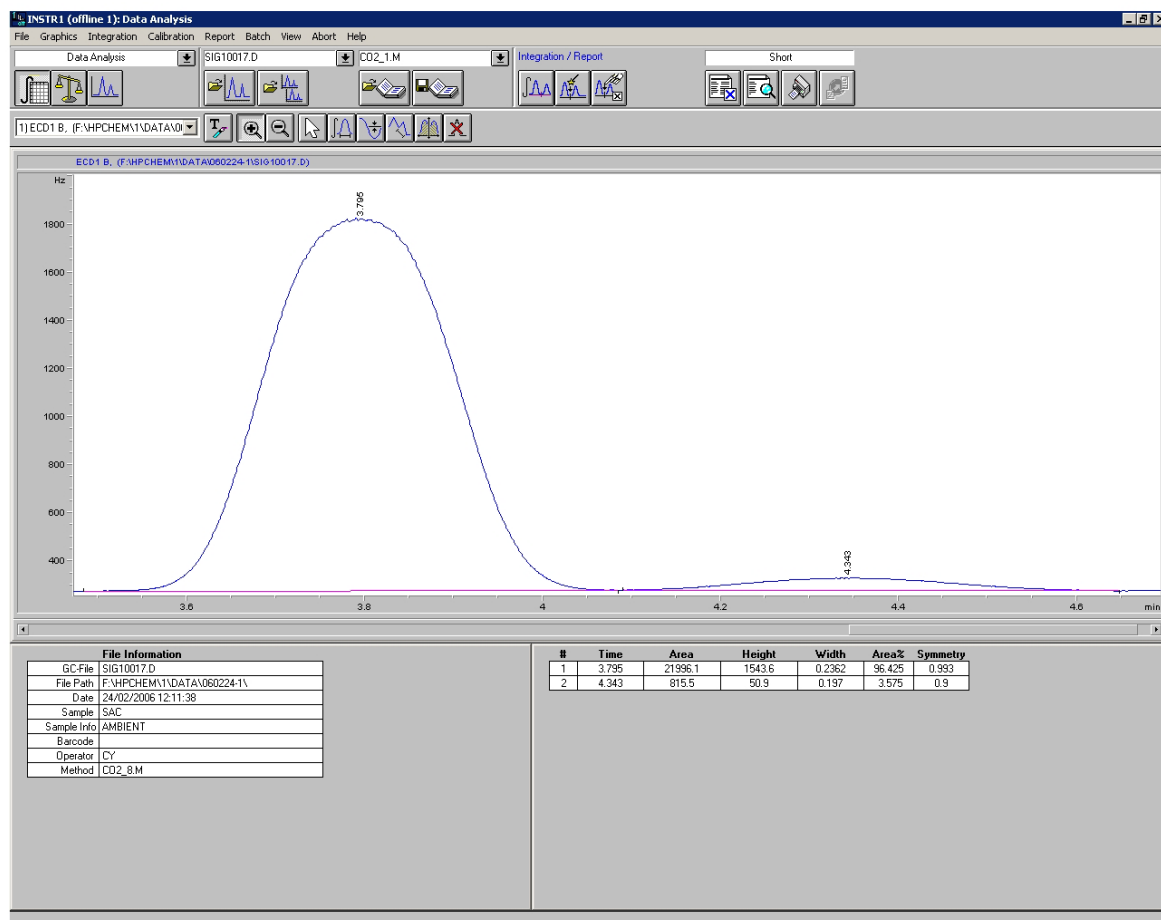 INSTR1 (offline 1): Data Analysis
File Graphics Integration Calibration Report Batch View Abort Help
Data Analysis SIG10017.D CO2_1.M Integration / Report Short
1) ECD1 B, (F:\HPCHEM\1\DATA\0
ECD1 B, (F:\HPCHEM\1\DATA\060224-1\SIG10017.D)
Hz
3.795
1800
1600
1400
1200
1000
800
600
400
4.343
3.6 3.8 4 4.2 4.4 4.6 min
File Information
GC-File SIG10017.D
File Path F:\HPCHEM\1\DATA\060224-1\
Date 24/02/2006 12:11:38
Sample SAC
Sample Info AMBIENT
Barcode
Operator CY
Method CO2_8.M
# Time Area Height Width Area% Symmetry
1 3.795 21996.1 1543.6 0.2362 96.425 0.993
2 4.343 815.5 50.9 0.197 3.575 0.9